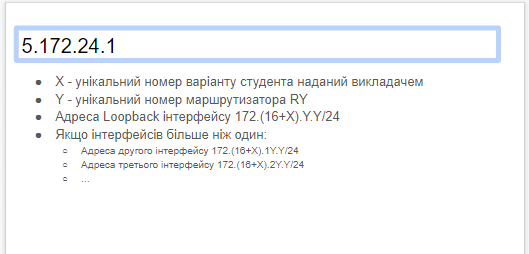 5.172.24.1
● X - унікальний номер варіанту студента наданий викладачем
● Y - унікальний номер маршрутизатора RY
● Адреса Loopback інтерфейсу 172.(16+X).Y.Y/24
● Якщо інтерфейсів більше ніж один:
○ Адреса другого інтерфейсу 172.(16+X).1Y.Y/24
○ Адреса третього інтерфейсу 172.(16+X).2Y.Y/24
○ ...